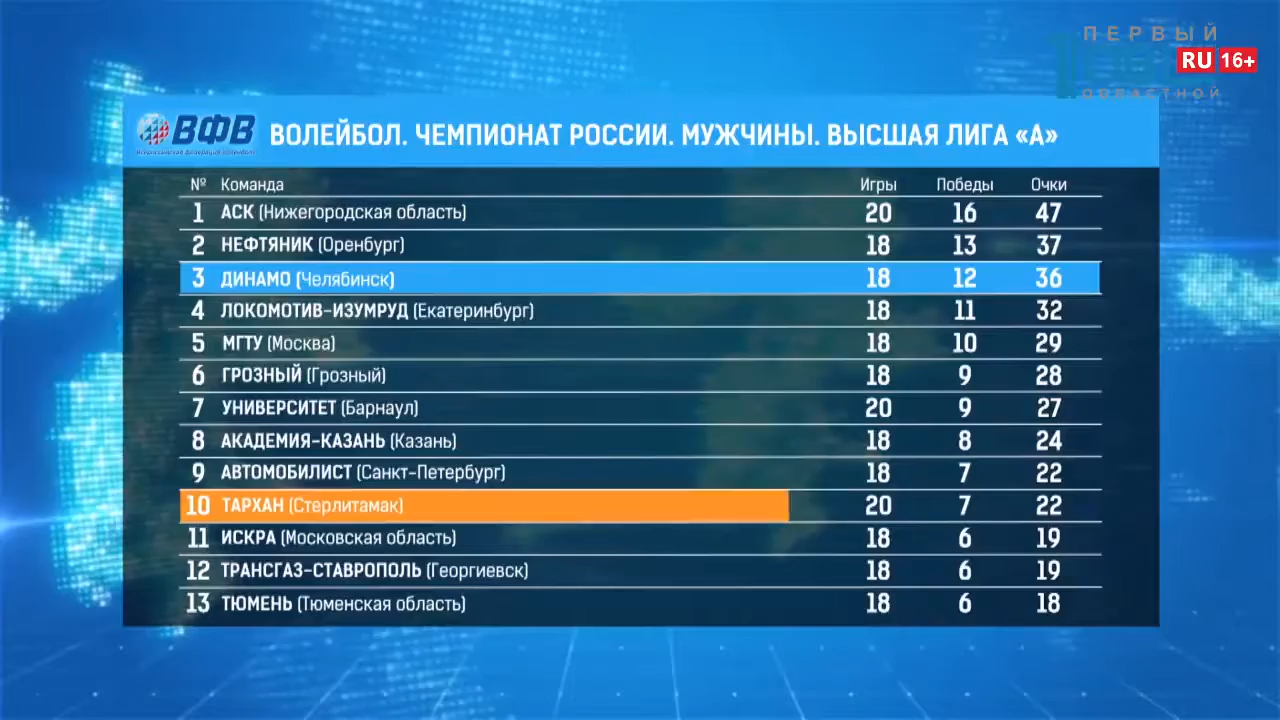 ПЕРВЫЙ
RU 16+
ОБЛАСТНОЙ
ВФВ
Всероссийская федерация волейбола
ВОЛЕЙБОЛ. ЧЕМПИОНАТ РОССИИ. МУЖЧИНЫ. ВЫСШАЯ ЛИГА «А»
№ Команда Игры Победы Очки
1 АСК (Нижегородская область) 20 16 47
2 НЕФТЯНИК (Оренбург) 18 13 37
3 ДИНАМО (Челябинск) 18 12 36
4 ЛОКОМОТИВ-ИЗУМРУД (Екатеринбург) 18 11 32
5 МГТУ (Москва) 18 10 29
6 ГРОЗНЫЙ (Грозный) 18 9 28
7 УНИВЕРСИТЕТ (Барнаул) 20 9 27
8 АКАДЕМИЯ-КАЗАНЬ (Казань) 18 8 24
9 АВТОМОБИЛИСТ (Санкт-Петербург) 18 7 22
10 ТАРХАН (Стерлитамак) 20 7 22
11 ИСКРА (Московская область) 18 6 19
12 ТРАНСГАЗ-СТАВРОПОЛЬ (Георгиевск) 18 6 19
13 ТЮМЕНЬ (Тюменская область) 18 6 18